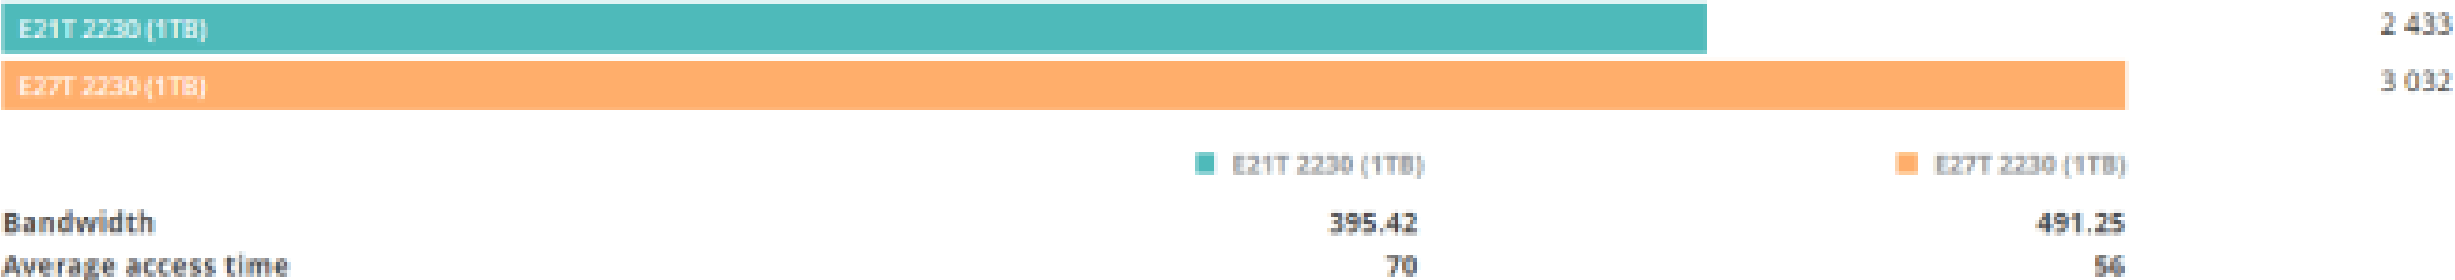 E21T 2230 (1TB) 2 433
E27T 2230 (1TB) 3 032
E21T 2230 (1TB) E27T 2230 (1TB)
Bandwidth 395.42 491.25
Average access time 70 56